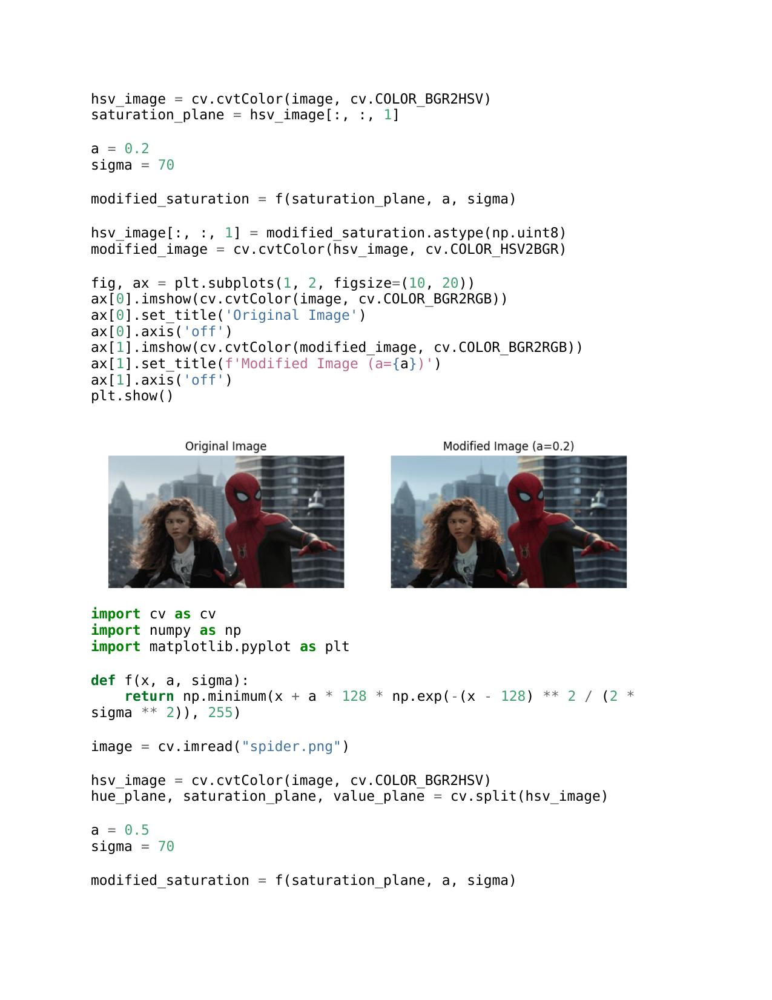 hsv_image = cv.cvtColor(image, cv.COLOR_BGR2HSV)
saturation_plane = hsv_image[:, :, 1]
a = 0.2
sigma = 70
modified_saturation = f(saturation_plane, a, sigma)
hsv_image[:, :, 1] = modified_saturation.astype(np.uint8)
modified_image = cv.cvtColor(hsv_image, cv.COLOR_HSV2BGR)
fig, ax = plt.subplots(1, 2, figsize=(10, 20))
ax[0].imshow(cv.cvtColor(image, cv.COLOR_BGR2RGB))
ax[0].set_title('Original Image')
ax[0].axis('off')
ax[1].imshow(cv.cvtColor(modified_image, cv.COLOR_BGR2RGB))
ax[1].set_title(f'Modified Image (a={a})')
ax[1].axis('off')
plt.show()
Original Image
Modified Image (a=0.2)
import cv as cv
import numpy as np
import matplotlib.pyplot as plt
def f(x, a, sigma):
    return np.minimum(x + a * 128 * np.exp(-(x - 128) ** 2 / (2 *
sigma ** 2)), 255)
image = cv.imread("spider.png")
hsv_image = cv.cvtColor(image, cv.COLOR_BGR2HSV)
hue_plane, saturation_plane, value_plane = cv.split(hsv_image)
a = 0.5
sigma = 70
modified_saturation = f(saturation_plane, a, sigma)